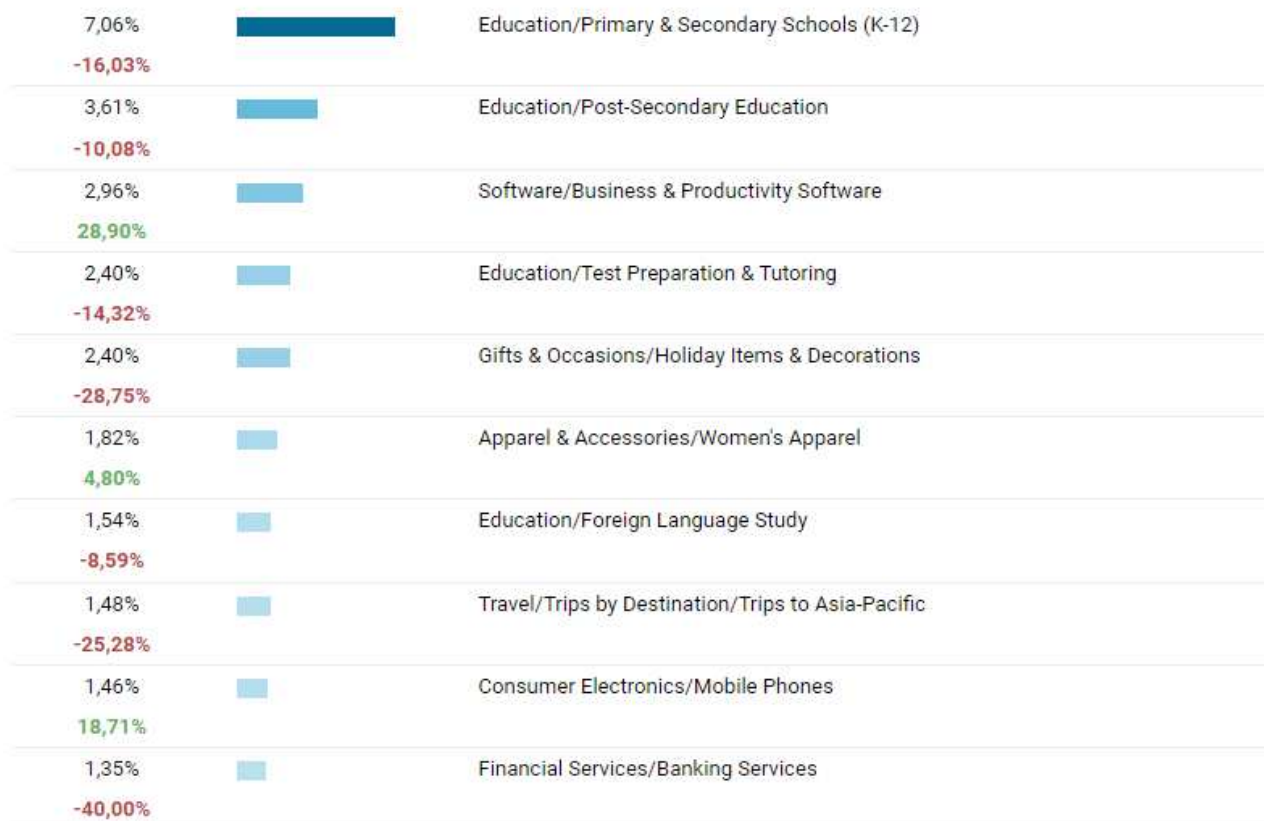 7,06% Education/Primary & Secondary Schools (K-12)
-16,03%
3,61% Education/Post-Secondary Education
-10,08%
2,96% Software/Business & Productivity Software
28,90%
2,40% Education/Test Preparation & Tutoring
-14,32%
2,40% Gifts & Occasions/Holiday Items & Decorations
-28,75%
1,82% Apparel & Accessories/Women's Apparel
4,80%
1,54% Education/Foreign Language Study
-8,59%
1,48% Travel/Trips by Destination/Trips to Asia-Pacific
-25,28%
1,46% Consumer Electronics/Mobile Phones
18,71%
1,35% Financial Services/Banking Services
-40,00%